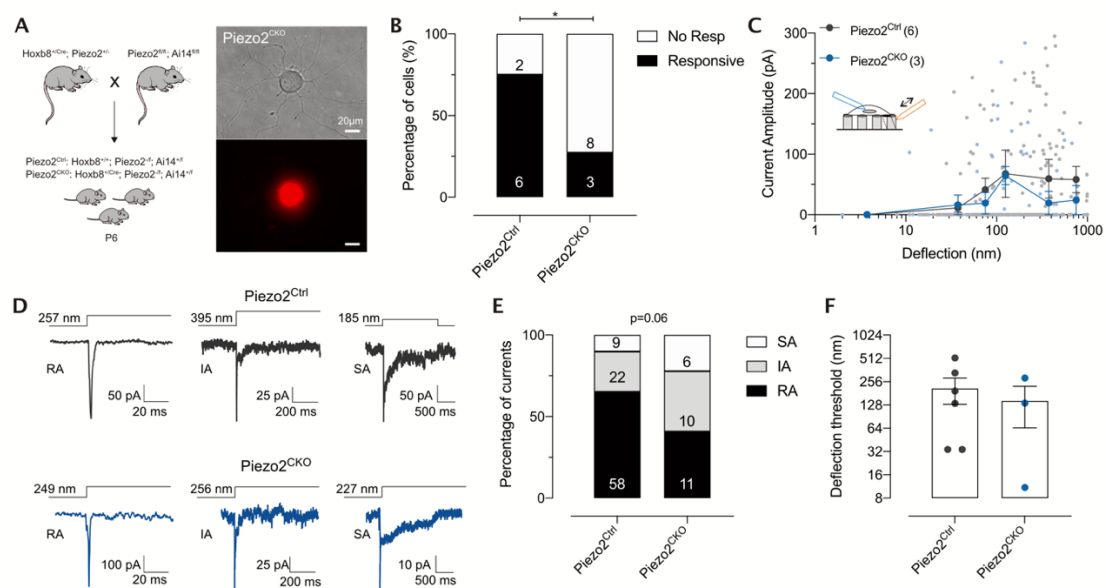 A
Hoxb8+/Cre; Piezo2+/-
Piezo2fl/fl; Ai14fl/fl
X
Piezo2Ctrl: Hoxb8+/+; Piezo2-/f; Ai14+/f
Piezo2CKO: Hoxb8+/Cre; Piezo2-/f; Ai14+/f
P6
Piezo2CKO
20μm
B
*
No Resp
Responsive
Percentage of cells (%)
100
50
0
2
6
8
3
Piezo2Ctrl
Piezo2CKO
C
Piezo2Ctrl (6)
Piezo2CKO (3)
Current Amplitude (pA)
300
200
100
0
1
10
100
1000
Deflection (nm)
D
Piezo2Ctrl
257 nm
395 nm
185 nm
RA
IA
SA
50 pA
20 ms
25 pA
200 ms
50 pA
500 ms
Piezo2CKO
249 nm
256 nm
227 nm
RA
IA
SA
100 pA
20 ms
25 pA
200 ms
10 pA
500 ms
E
p=0.06
SA
IA
RA
Percentage of currents
100
50
0
9
22
58
6
10
11
Piezo2Ctrl
Piezo2CKO
F
Deflection threshold (nm)
1024
512
256
128
64
32
16
8
Piezo2Ctrl
Piezo2CKO